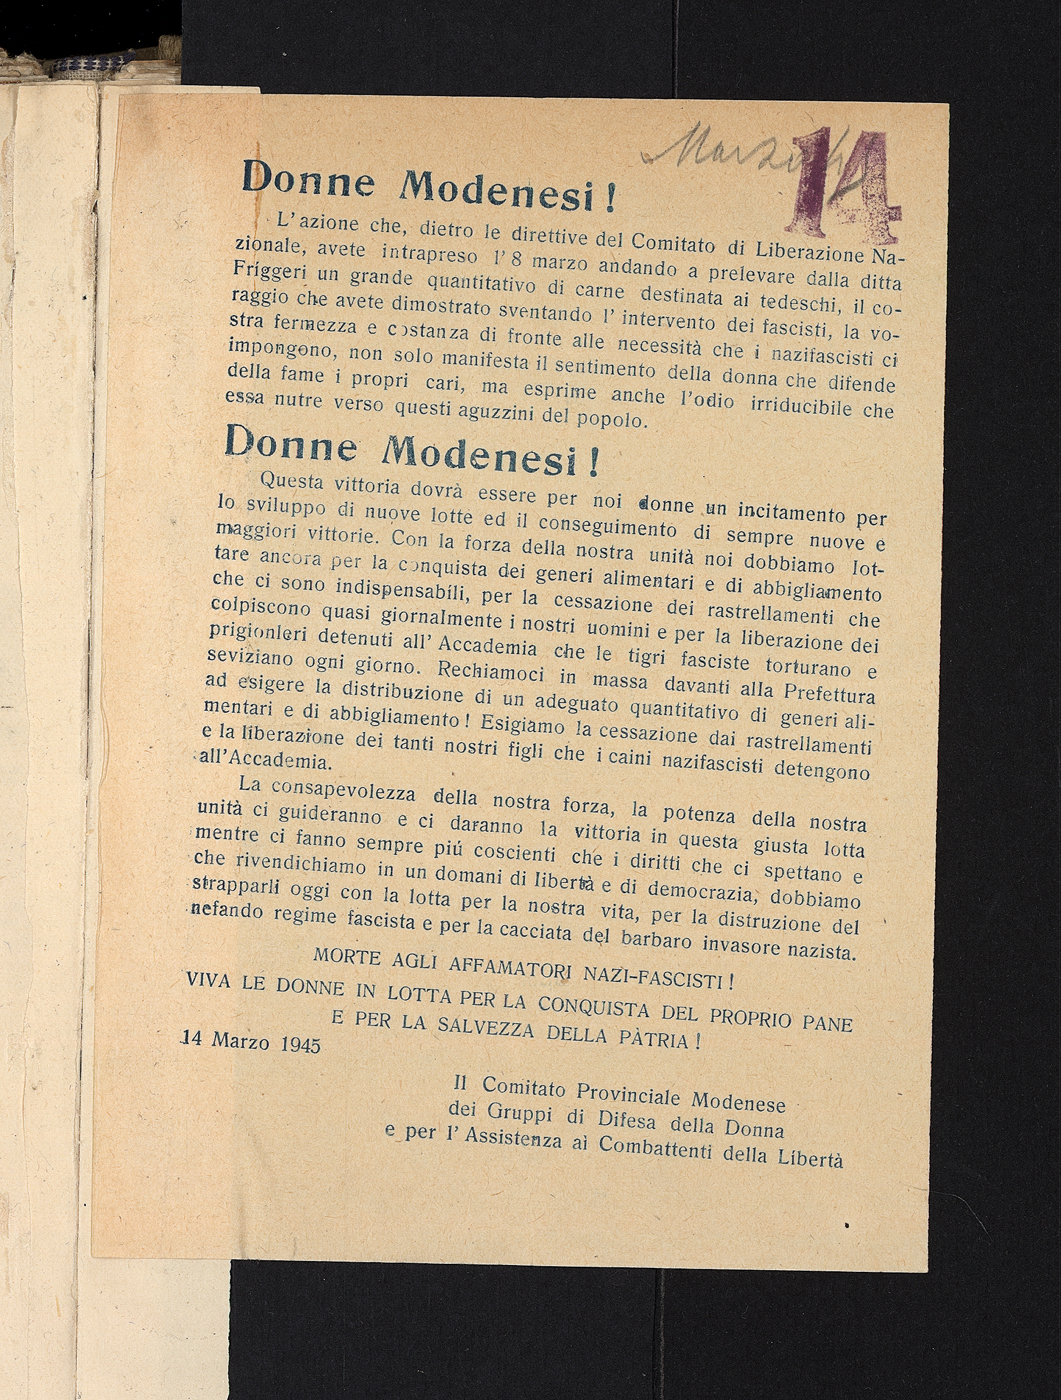 Marzo
14
Donne Modenesi !
L'azione che, dietro le direttive del Comitato di Liberazione Na-
zionale, avete intrapreso l' 8 marzo andando a prelevare dalla ditta
Friggeri un grande quantitativo di carne destinata ai tedeschi, il co-
raggio che avete dimostrato sventando l' intervento dei fascisti, la vo-
stra fermezza e costanza di fronte alle necessità che i nazifascisti ci
impongono, non solo manifesta il sentimento della donna che difende
della fame i propri cari, ma esprime anche l'odio irriducibile che
essa nutre verso questi aguzzini del popolo.
Donne Modenesi !
Questa vittoria dovrà essere per noi donne un incitamento per
lo sviluppo di nuove lotte ed il conseguimento di sempre nuove e
maggiori vittorie. Con la forza della nostra unità noi dobbiamo lot-
tare ancora per la conquista dei generi alimentari e di abbigliamento
che ci sono indispensabili, per la cessazione dei rastrellamenti che
colpiscono quasi giornalmente i nostri uomini e per la liberazione dei
prigionleri detenuti all' Accademia che le tigri fasciste torturano e
seviziano ogni giorno. Rechiamoci in massa davanti alla Prefettura
ad esigere la distribuzione di un adeguato quantitativo di generi ali-
mentari e di abbigliamento ! Esigiamo la cessazione dai rastrellamenti
e la liberazione dei tanti nostri figli che i caini nazifascisti detengono
all'Accademia.
La consapevolezza della nostra forza, la potenza della nostra
unità ci guideranno e ci daranno la vittoria in questa giusta lotta
mentre ci fanno sempre piú coscienti che i diritti che ci spettano e
che rivendichiamo in un domani di libertà e di democrazia, dobbiamo
strapparli oggi con la lotta per la nostra vita, per la distruzione del
nefando regime fascista e per la cacciata del barbaro invasore nazista.
MORTE AGLI AFFAMATORI NAZI-FASCISTI !
VIVA LE DONNE IN LOTTA PER LA CONQUISTA DEL PROPRIO PANE
E PER LA SALVEZZA DELLA PÀTRIA !
14 Marzo 1945
Il Comitato Provinciale Modenese
dei Gruppi di Difesa della Donna
e per l' Assistenza ai Combattenti della Libertà